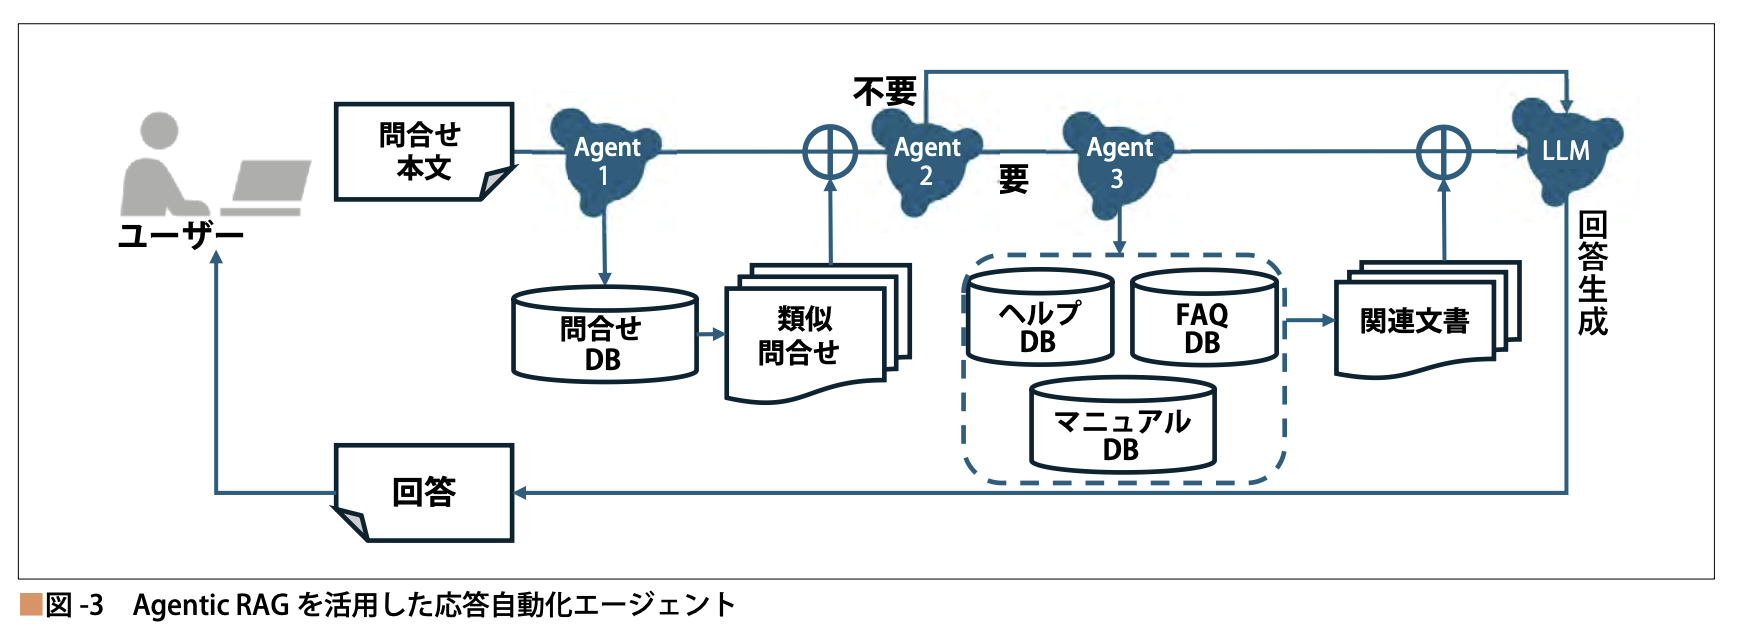 不要
問合せ
本文
Agent
1
Agent
2
要
Agent
3
LLM
ユーザー
問合せ
DB
類似
問合せ
ヘルプ
DB
FAQ
DB
マニュアル
DB
関連文書
回答生成
回答
■図 -3 Agentic RAG を活用した応答自動化エージェント